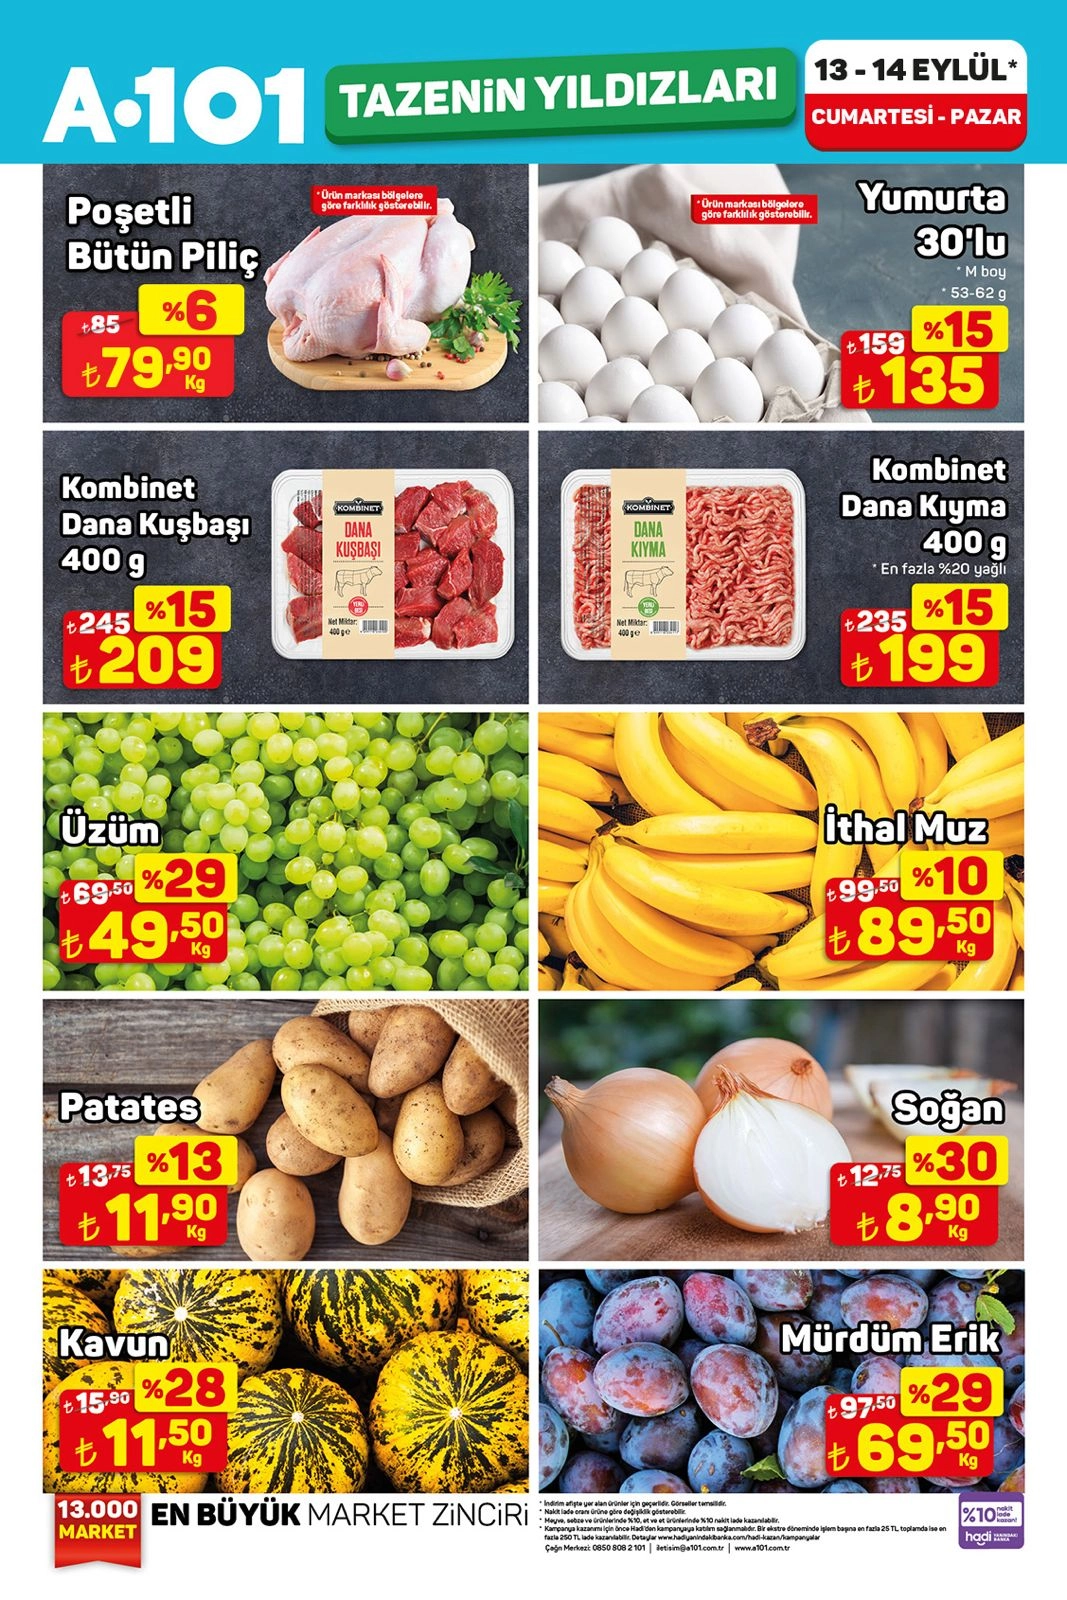 A•101
TAZENİN YILDIZLARI
13 - 14 EYLÜL*
CUMARTESİ - PAZAR
Poşetli
Bütün Piliç
* Ürün markası bölgelere
göre farklılık gösterebilir.
₺85
%6
₺79,90
Kg
* Ürün markası bölgelere
göre farklılık gösterebilir.
Yumurta
30'lu
* M boy
* 53-62 g
₺159
%15
₺135
Kombinet
Dana Kuşbaşı
400 g
₺245
%15
₺209
KOMBINET
DANA
KUŞBAŞI
YERLİ
BESİ
Net Miktar:
400 g e
KOMBINET
DANA
KIYMA
YERLİ
BESİ
Net Miktar:
400 g e
Kombinet
Dana Kıyma
400 g
* En fazla %20 yağlı
₺235
%15
₺199
Üzüm
₺69,50
%29
₺49,50
Kg
İthal Muz
₺99,50
%10
₺89,50
Kg
Patates
₺13,75
%13
₺11,90
Kg
Soğan
₺12,75
%30
₺8,90
Kg
Kavun
₺15,90
%28
₺11,50
Kg
Mürdüm Erik
₺97,50
%29
₺69,50
Kg
13.000
MARKET
EN BÜYÜK MARKET ZİNCİRİ
* İndirim afişte yer alan ürünler için geçerlidir. Görseller temsilidir.
* Nakit iade oranı ürüne göre değişiklik gösterebilir.
* Meyve, sebze ve ürünlerinde %10, et ve et ürünlerinde %10 nakit iade kazanılabilir.
* Kampanya kazanımı için önce Hadi'den kampanyaya katılım sağlanmalıdır. Bir ekstre döneminde işlem başına en fazla 25 TL, toplamda ise en
fazla 250 TL iade kazanılabilir. Detaylar www.hadiyanindakibanka.com/hadi-kazan/kampanyalar
Çağrı Merkezi: 0850 808 2 101 | iletisim@a101.com.tr | www.a101.com.tr
%10 nakit
iade
kazan!
hadi YANINDAKİ
BANKA